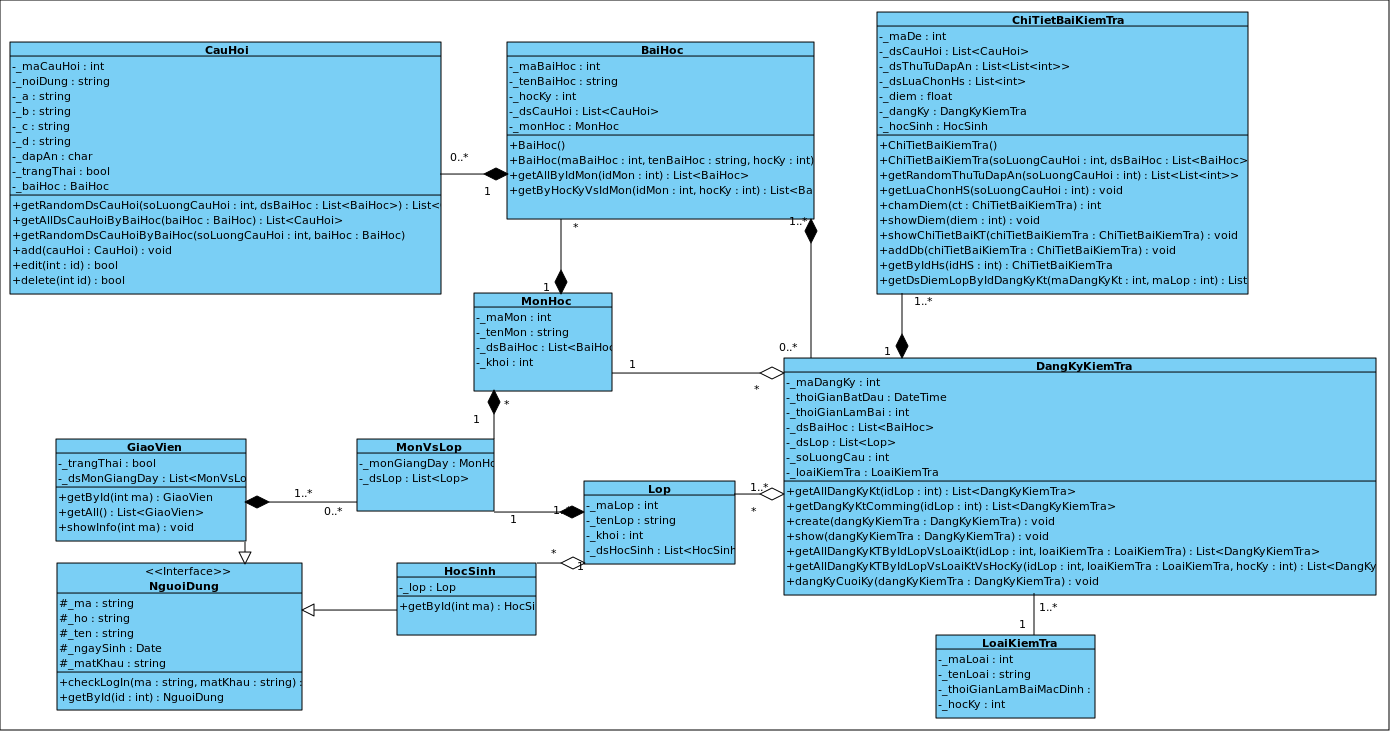 CauHoi
-_maCauHoi : int
-_noiDung : string
-_a : string
-_b : string
-_c : string
-_d : string
-_dapAn : char
-_trangThai : bool
-_baiHoc : BaiHoc
+getRandomDsCauHoi(soLuongCauHoi : int, dsBaiHoc : List<BaiHoc>) : List<
+getAllDsCauHoiByBaiHoc(baiHoc : BaiHoc) : List<CauHoi>
+getRandomDsCauHoiByBaiHoc(soLuongCauHoi : int, baiHoc : BaiHoc)
+add(cauHoi : CauHoi) : void
+edit(int : id) : bool
+delete(int id) : bool
0..*
1
BaiHoc
-_maBaiHoc : int
-_tenBaiHoc : string
-_hocKy : int
-_dsCauHoi : List<CauHoi>
-_monHoc : MonHoc
+BaiHoc()
+BaiHoc(maBaiHoc : int, tenBaiHoc : string, hocKy : int)
+getAllByIdMon(idMon : int) : List<BaiHoc>
+getByHocKyVsIdMon(idMon : int, hocKy : int) : List<Ba
*
1
1..*
0..*
ChiTietBaiKiemTra
-_maDe : int
-_dsCauHoi : List<CauHoi>
-_dsThuTuDapAn : List<List<int>>
-_dsLuaChonHs : List<int>
-_diem : float
-_dangKy : DangKyKiemTra
-_hocSinh : HocSinh
+ChiTietBaiKiemTra()
+ChiTietBaiKiemTra(soLuongCauHoi : int, dsBaiHoc : List<BaiHoc>
+getRandomThuTuDapAn(soLuongCauHoi : int) : List<List<int>>
+getLuaChonHS(soLuongCauHoi : int) : void
+chamDiem(ct : ChiTietBaiKiemTra) : int
+showDiem(diem : int) : void
+showChiTietBaiKT(chiTietBaiKiemTra : ChiTietBaiKiemTra) : void
+addDb(chiTietBaiKiemTra : ChiTietBaiKiemTra) : void
+getByIdHs(idHS : int) : ChiTietBaiKiemTra
+getDsDiemLopByIdDangKyKt(maDangKyKt : int, maLop : int) : List
1..*
1
MonHoc
-_maMon : int
-_tenMon : string
-_dsBaiHoc : List<BaiHoc
-_khoi : int
1
*
*
1
DangKyKiemTra
-_maDangKy : int
-_thoiGianBatDau : DateTime
-_thoiGianLamBai : int
-_dsBaiHoc : List<BaiHoc>
-_dsLop : List<Lop>
-_soLuongCau : int
-_loaiKiemTra : LoaiKiemTra
+getAllDangKyKt(idLop : int) : List<DangKyKiemTra>
+getDangKyKtComming(idLop : int) : List<DangKyKiemTra>
+create(dangKyKiemTra : DangKyKiemTra) : void
+show(dangKyKiemTra : DangKyKiemTra) : void
+getAllDangKyKTByIdLopVsLoaiKt(idLop : int, loaiKiemTra : LoaiKiemTra) : List<DangKyKiemTra>
+getAllDangKyKTByIdLopVsLoaiKtVsHocKy(idLop : int, loaiKiemTra : LoaiKiemTra, hocKy : int) : List<DangKy
+dangKyCuoiKy(dangKyKiemTra : DangKyKiemTra) : void
GiaoVien
-_trangThai : bool
-_dsMonGiangDay : List<MonVsLo
+getById(int ma) : GiaoVien
+getAll() : List<GiaoVien>
+showInfo(int ma) : void
1..*
0..*
MonVsLop
-_monGiangDay : MonHo
-_dsLop : List<Lop>
1
Lop
-_maLop : int
-_tenLop : string
-_khoi : int
-_dsHocSinh : List<HocSinh
1..*
*
*
1
HocSinh
-_lop : Lop
+getById(int ma) : HocSi
<<Interface>>
NguoiDung
#_ma : string
#_ho : string
#_ten : string
#_ngaySinh : Date
#_matKhau : string
+checkLogIn(ma : string, matKhau : string) :
+getById(id : int) : NguoiDung
1..*
1
LoaiKiemTra
-_maLoai : int
-_tenLoai : string
-_thoiGianLamBaiMacDinh :
-_hocKy : int